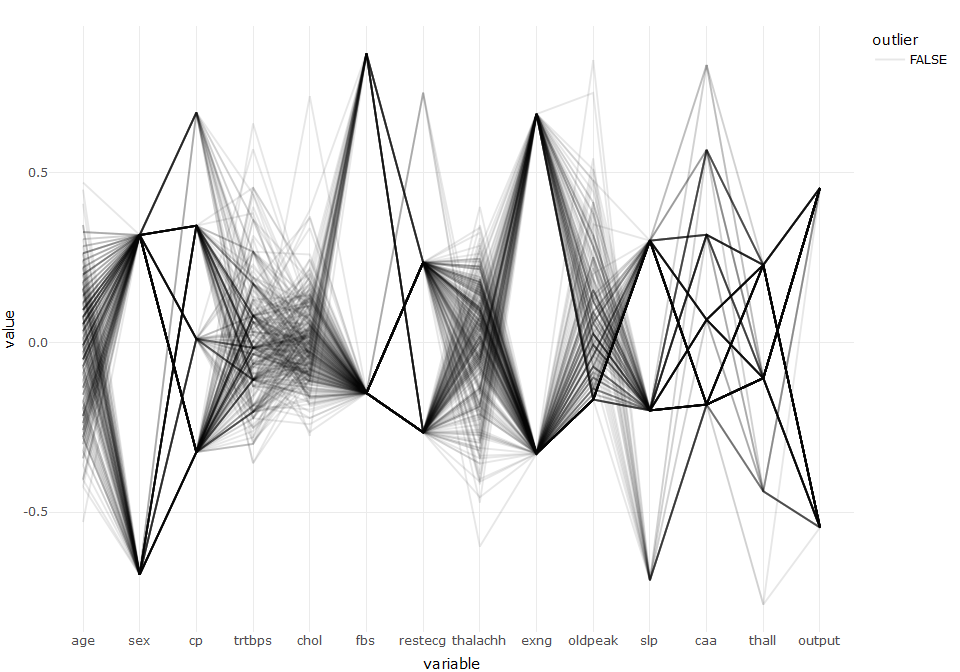 outlier
FALSE
0.5
0.0
-0.5
value
age sex cp trtbps chol fbs restecg thalachh exng oldpeak slp caa thall output
variable